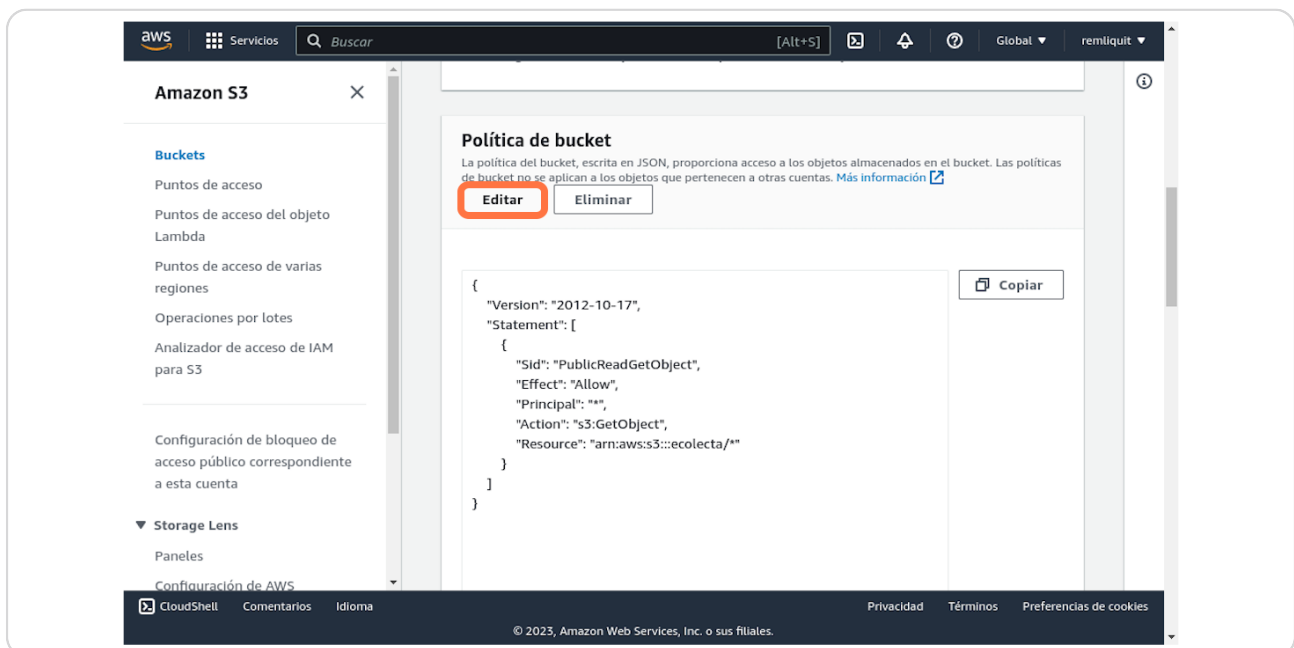 aws
Servicios
Buscar
[Alt+S]
Global ▼
remliquit ▼
Amazon S3
Buckets
Puntos de acceso
Puntos de acceso del objeto
Lambda
Puntos de acceso de varias
regiones
Operaciones por lotes
Analizador de acceso de IAM
para S3
Configuración de bloqueo de
acceso público correspondiente
a esta cuenta
▼ Storage Lens
Paneles
Configuración de AWS
Política de bucket
La política del bucket, escrita en JSON, proporciona acceso a los objetos almacenados en el bucket. Las políticas
de bucket no se aplican a los objetos que pertenecen a otras cuentas. Más información
Editar
Eliminar
Copiar
{
"Version": "2012-10-17",
"Statement": [
{
"Sid": "PublicReadGetObject",
"Effect": "Allow",
"Principal": "*",
"Action": "s3:GetObject",
"Resource": "arn:aws:s3:::ecolecta/*"
}
]
}
CloudShell
Comentarios
Idioma
Privacidad
Términos
Preferencias de cookies
© 2023, Amazon Web Services, Inc. o sus filiales.